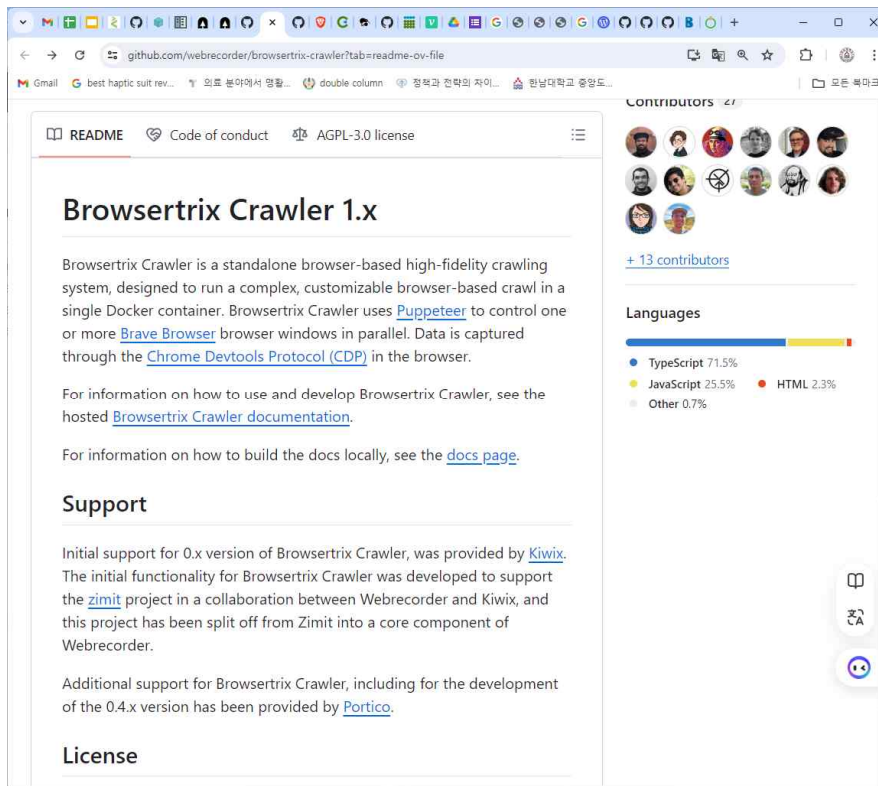 github.com/webrecorder/browsertrix-crawler?tab=readme-ov-file
Gmail
best haptic suit rev...
의료 분야에서 명활...
double column
정책과 전략의 차이...
한남대학교 중앙도...
모든 북마크
README
Code of conduct
AGPL-3.0 license
Browsertrix Crawler 1.x
Browsertrix Crawler is a standalone browser-based high-fidelity crawling
system, designed to run a complex, customizable browser-based crawl in a
single Docker container. Browsertrix Crawler uses Puppeteer to control one
or more Brave Browser browser windows in parallel. Data is captured
through the Chrome Devtools Protocol (CDP) in the browser.
For information on how to use and develop Browsertrix Crawler, see the
hosted Browsertrix Crawler documentation.
For information on how to build the docs locally, see the docs page.
Support
Initial support for 0.x version of Browsertrix Crawler, was provided by Kiwix.
The initial functionality for Browsertrix Crawler was developed to support
the zimit project in a collaboration between Webrecorder and Kiwix, and
this project has been split off from Zimit into a core component of
Webrecorder.
Additional support for Browsertrix Crawler, including for the development
of the 0.4.x version has been provided by Portico.
License
Contributors 27
+ 13 contributors
Languages
TypeScript 71.5%
JavaScript 25.5%
HTML 2.3%
Other 0.7%